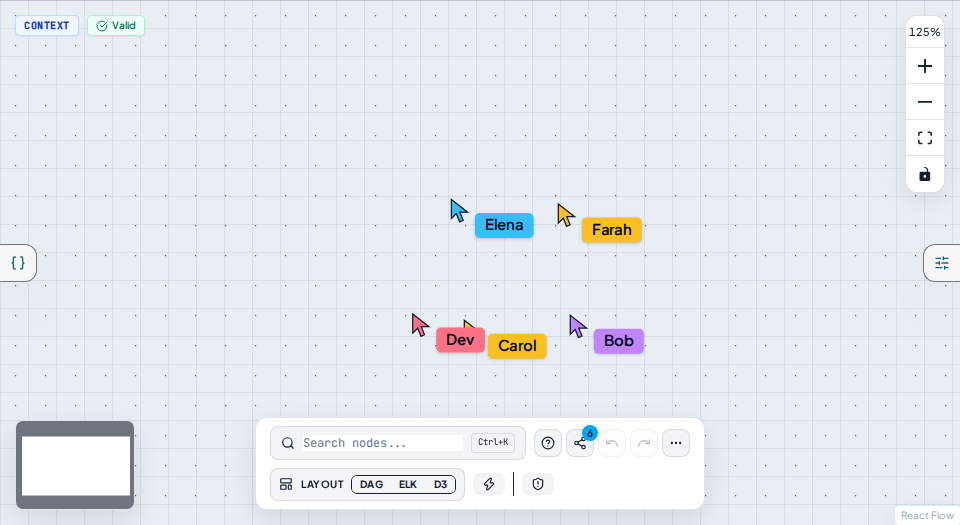 CONTEXT
Valid
125%
Elena
Farah
{}
Dev
Carol
Bob
Search nodes...
Ctrl+K
6
LAYOUT
DAG
ELK
D3
React Flow